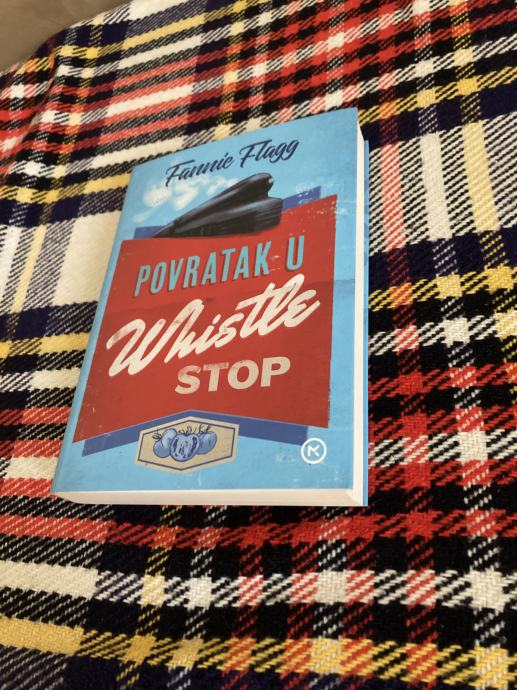 Fannie Flagg
POVRATAK U
Whistle
STOP